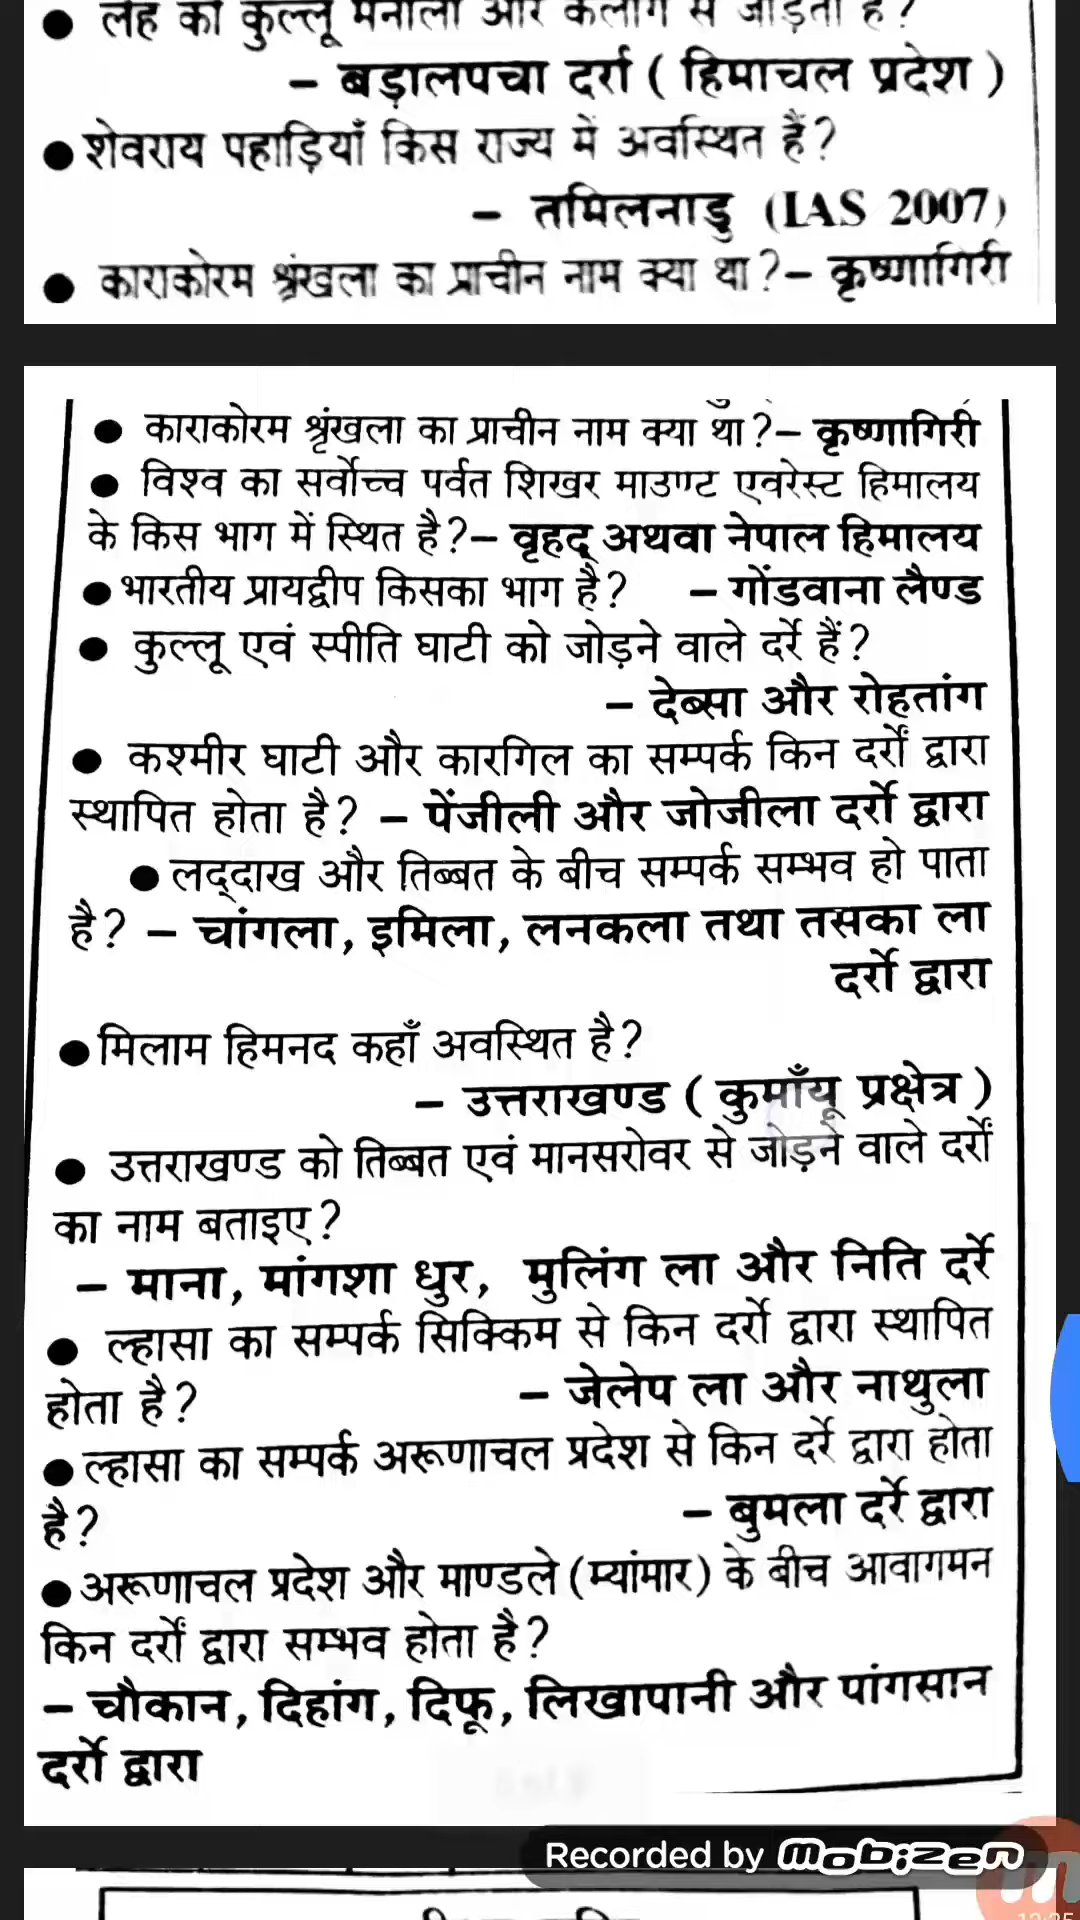 ● लेह को कुल्लू मनाली और केलांग से जोड़ता है?
– बड़ालपचा दर्रा ( हिमाचल प्रदेश )
● शेवराय पहाड़ियाँ किस राज्य में अवस्थित हैं?
– तमिलनाडु (IAS 2007)
● काराकोरम श्रृंखला का प्राचीन नाम क्या था?– कृष्णागिरी
● काराकोरम श्रृंखला का प्राचीन नाम क्या था?– कृष्णागिरी
● विश्व का सर्वोच्च पर्वत शिखर माउण्ट एवरेस्ट हिमालय
के किस भाग में स्थित है?– वृहद् अथवा नेपाल हिमालय
● भारतीय प्रायद्वीप किसका भाग है? – गोंडवाना लैण्ड
● कुल्लू एवं स्पीति घाटी को जोड़ने वाले दर्रे हैं?
– देब्सा और रोहतांग
● कश्मीर घाटी और कारगिल का सम्पर्क किन दर्रों द्वारा
स्थापित होता है? – पेंजीली और जोजीला दर्रो द्वारा
● लद्दाख और तिब्बत के बीच सम्पर्क सम्भव हो पाता
है? – चांगला, इमिला, लनकला तथा तसका ला
दर्रो द्वारा
● मिलाम हिमनद कहाँ अवस्थित है?
– उत्तराखण्ड ( कुमाँयू प्रक्षेत्र )
● उत्तराखण्ड को तिब्बत एवं मानसरोवर से जोड़ने वाले दर्रों
का नाम बताइए?
– माना, मांगशा धुर, मुलिंग ला और निति दर्रे
● ल्हासा का सम्पर्क सिक्किम से किन दर्रो द्वारा स्थापित
होता है? – जेलेप ला और नाथुला
● ल्हासा का सम्पर्क अरूणाचल प्रदेश से किन दर्रे द्वारा होता
है? – बुमला दर्रे द्वारा
● अरूणाचल प्रदेश और माण्डले (म्यांमार) के बीच आवागमन
किन दर्रों द्वारा सम्भव होता है?
– चौकान, दिहांग, दिफू, लिखापानी और पांगसान
दर्रो द्वारा
Recorded by mobizen